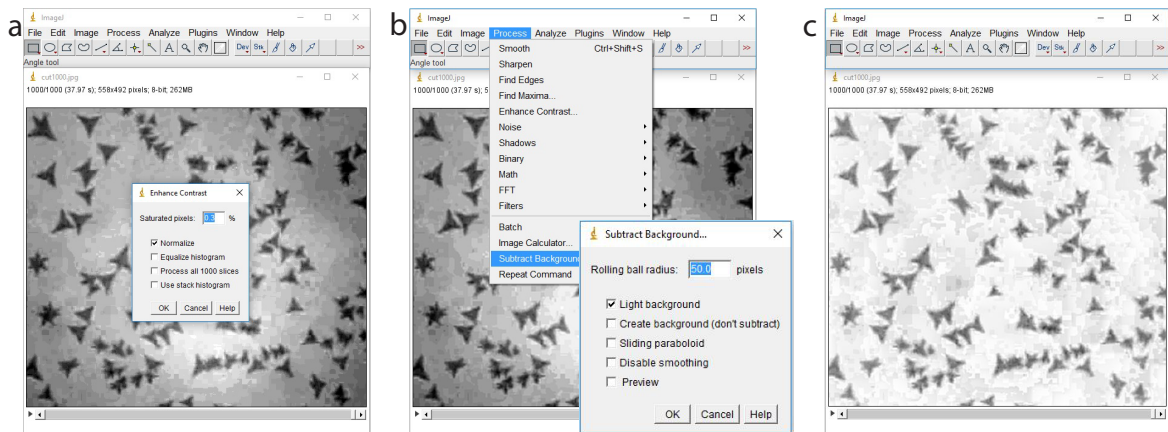 a
ImageJ
File Edit Image Process Analyze Plugins Window Help
Dev Stk >>
Angle tool
cut1000.jpg
1000/1000 (37.97 s); 558x492 pixels; 8-bit; 262MB
Enhance Contrast
Saturated pixels: 0.3 %
Normalize
Equalize histogram
Process all 1000 slices
Use stack histogram
OK Cancel Help
b
ImageJ
File Edit Image Process Analyze Plugins Window Help
Dev Stk >>
Angle tool
cut1000.jpg
1000/1000 (37.97 s); 5
Smooth Ctrl+Shift+S
Sharpen
Find Edges
Find Maxima...
Enhance Contrast...
Noise
Shadows
Binary
Math
FFT
Filters
Batch
Image Calculator...
Subtract Background
Repeat Command
Subtract Background...
Rolling ball radius: 50.0 pixels
Light background
Create background (don't subtract)
Sliding paraboloid
Disable smoothing
Preview
OK Cancel Help
c
ImageJ
File Edit Image Process Analyze Plugins Window Help
Dev Stk >>
cut1000.jpg
1000/1000 (37.97 s); 558x492 pixels; 8-bit; 262MB